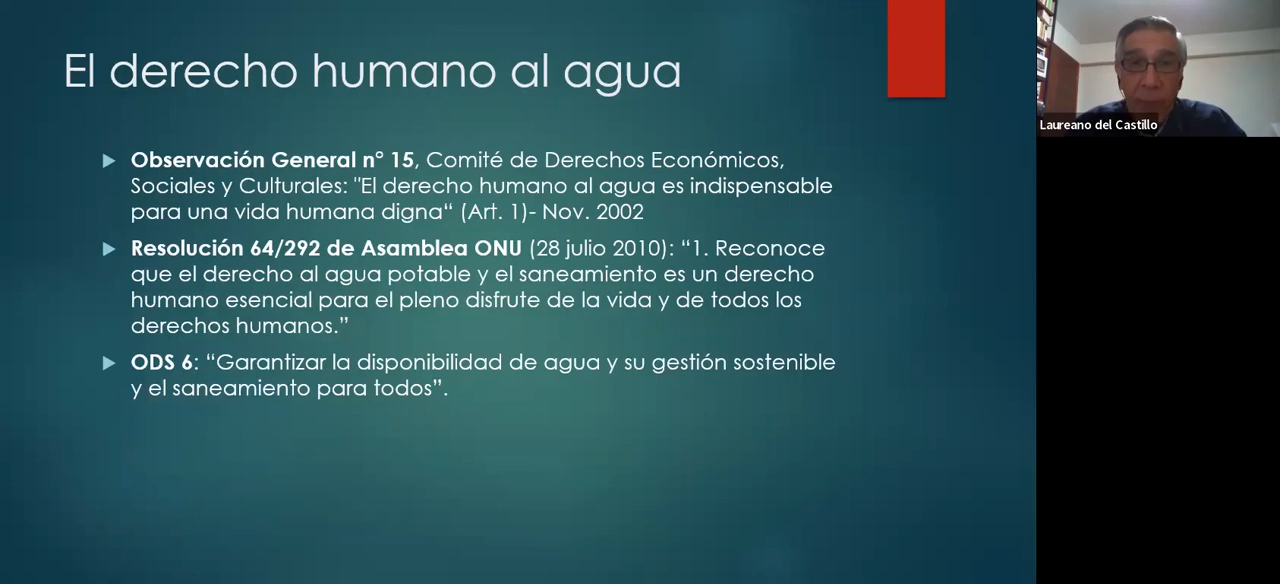 El derecho humano al agua
Observación General n° 15, Comité de Derechos Económicos,
Sociales y Culturales: "El derecho humano al agua es indispensable
para una vida humana digna“ (Art. 1)- Nov. 2002
Resolución 64/292 de Asamblea ONU (28 julio 2010): “1. Reconoce
que el derecho al agua potable y el saneamiento es un derecho
humano esencial para el pleno disfrute de la vida y de todos los
derechos humanos.”
ODS 6: “Garantizar la disponibilidad de agua y su gestión sostenible
y el saneamiento para todos”.
Laureano del Castillo